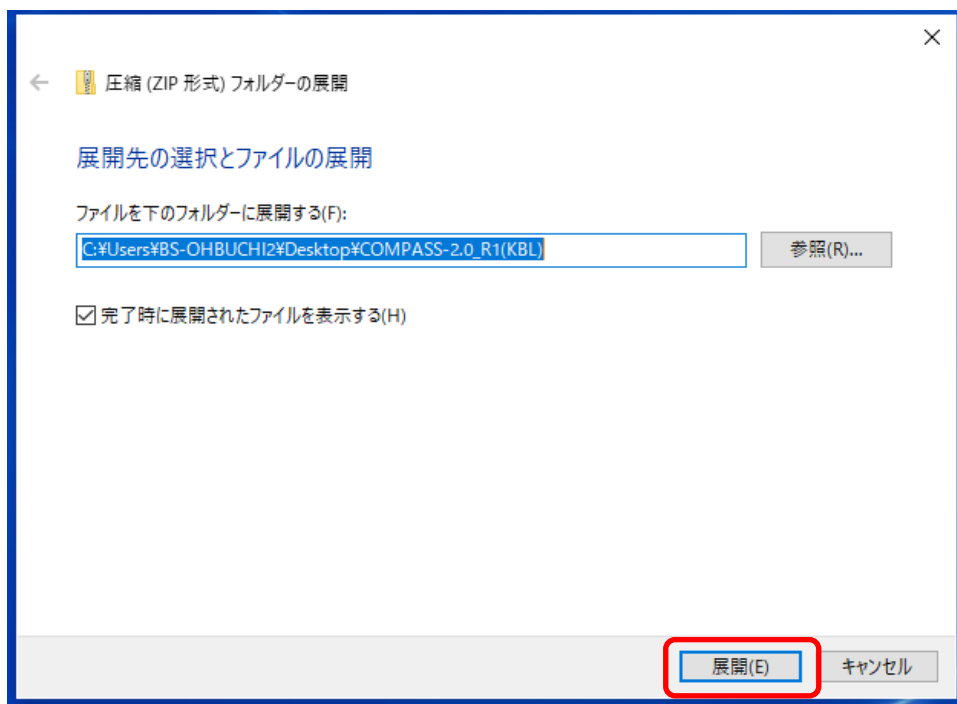 圧縮 (ZIP 形式) フォルダーの展開
展開先の選択とファイルの展開
ファイルを下のフォルダーに展開する(F):
C:¥Users¥BS-OHBUCHI2¥Desktop¥COMPASS-2.0_R1(KBL)
参照(R)...
完了時に展開されたファイルを表示する(H)
展開(E)
キャンセル